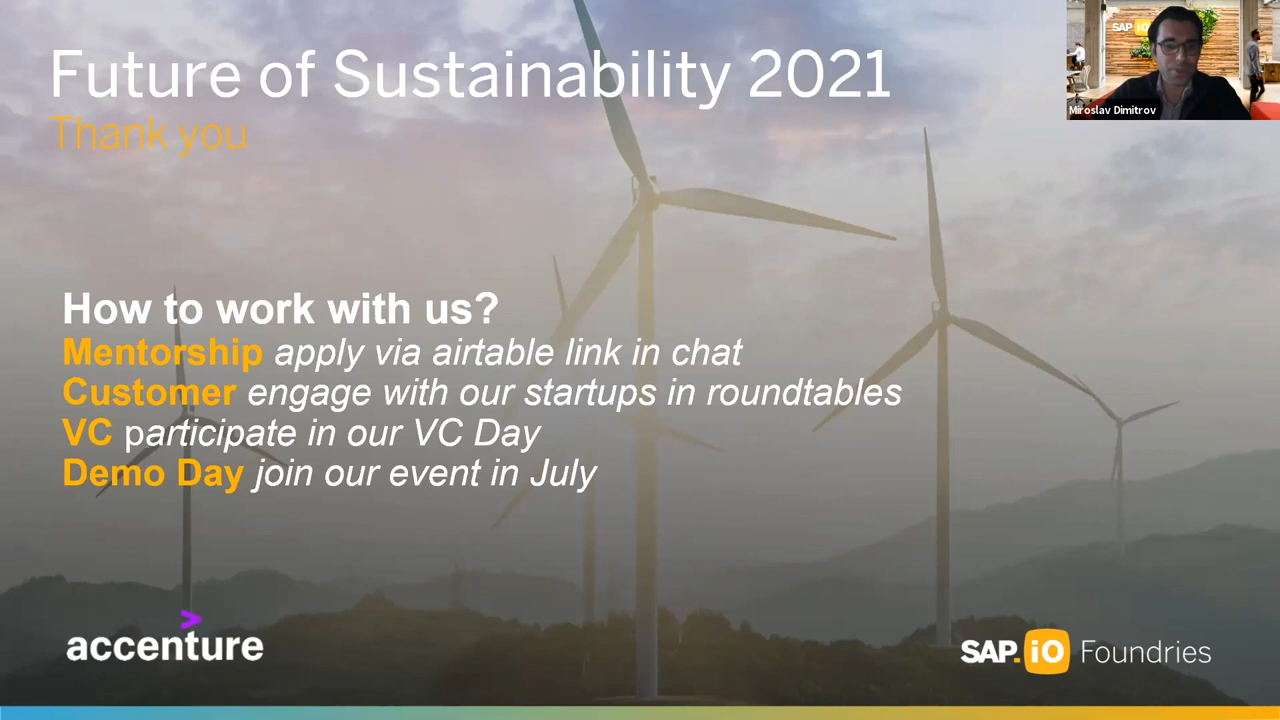 Future of Sustainability 2021
Thank you
SAP iO
Miroslav Dimitrov
How to work with us?
Mentorship apply via airtable link in chat
Customer engage with our startups in roundtables
VC participate in our VC Day
Demo Day join our event in July
accenture
SAP.iO Foundries